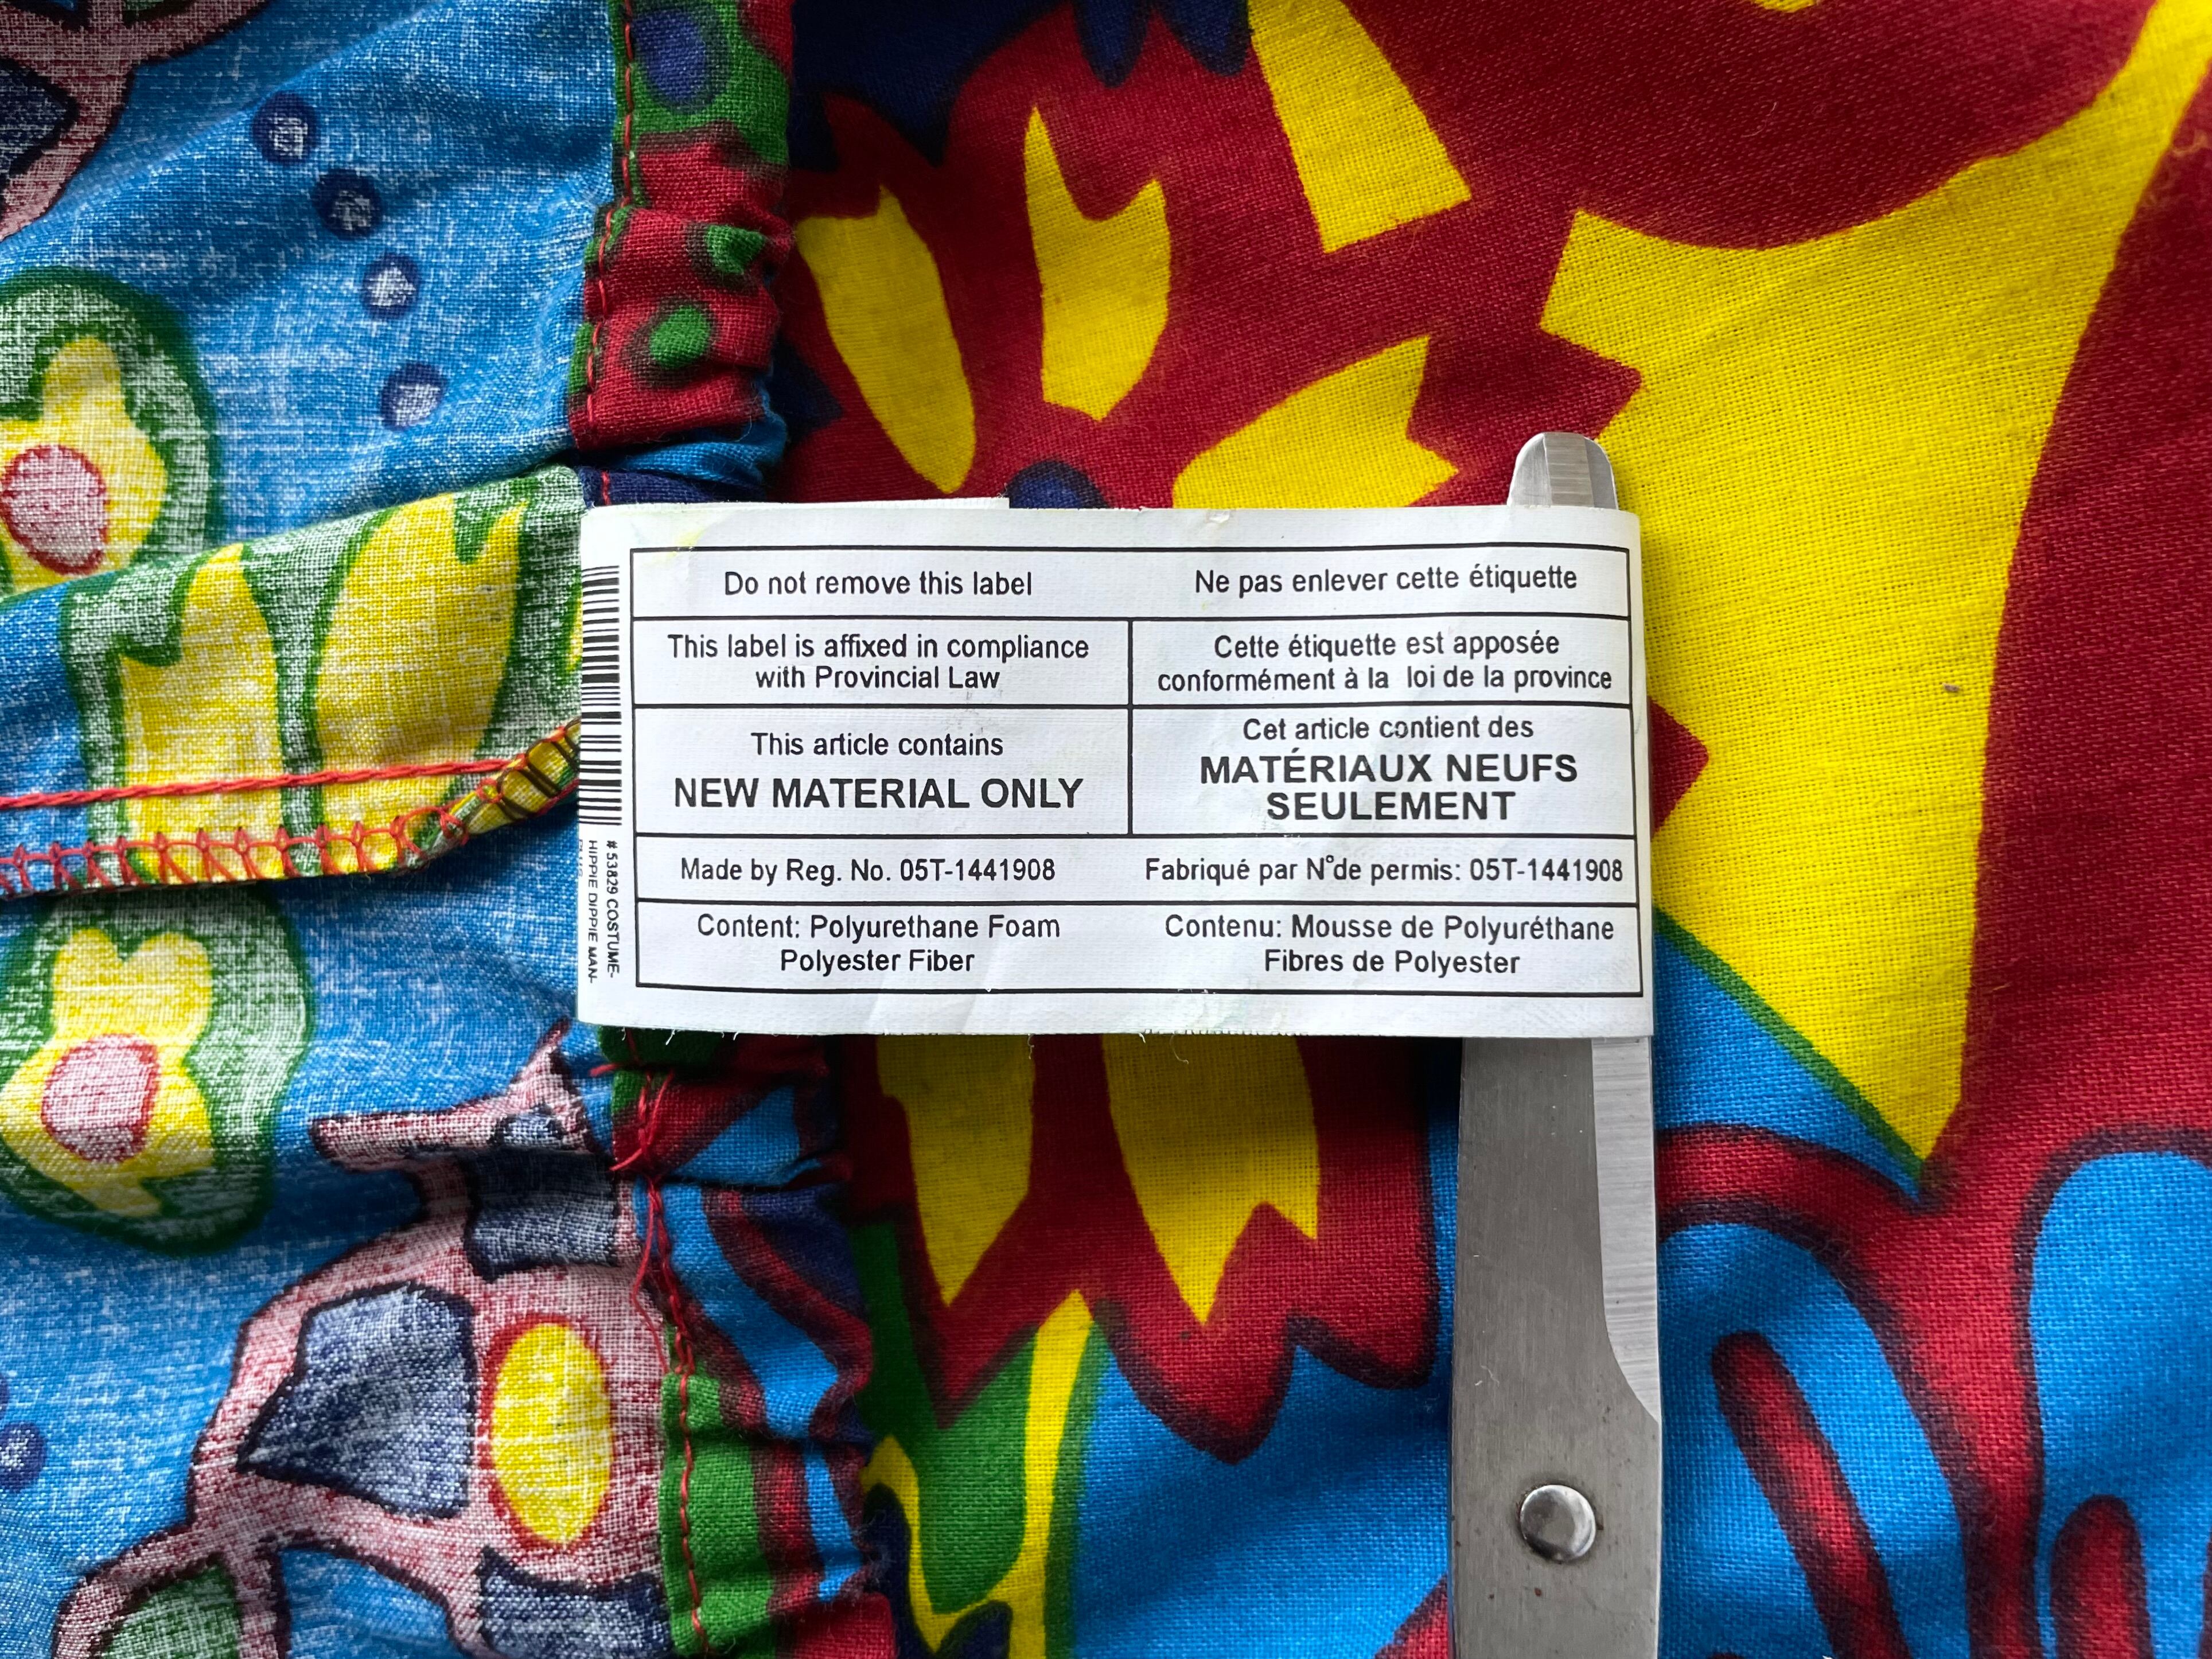 Do not remove this label
Ne pas enlever cette étiquette
This label is affixed in compliance
with Provincial Law
Cette étiquette est apposée
conformément à la loi de la province
This article contains
NEW MATERIAL ONLY
Cet article contient des
MATÉRIAUX NEUFS
SEULEMENT
Made by Reg. No. 05T-1441908
Fabriqué par N°de permis: 05T-1441908
Content: Polyurethane Foam
Polyester Fiber
Contenu: Mousse de Polyuréthane
Fibres de Polyester
#53829 COSTUME-
HIPPIE DIPPIE MAN-